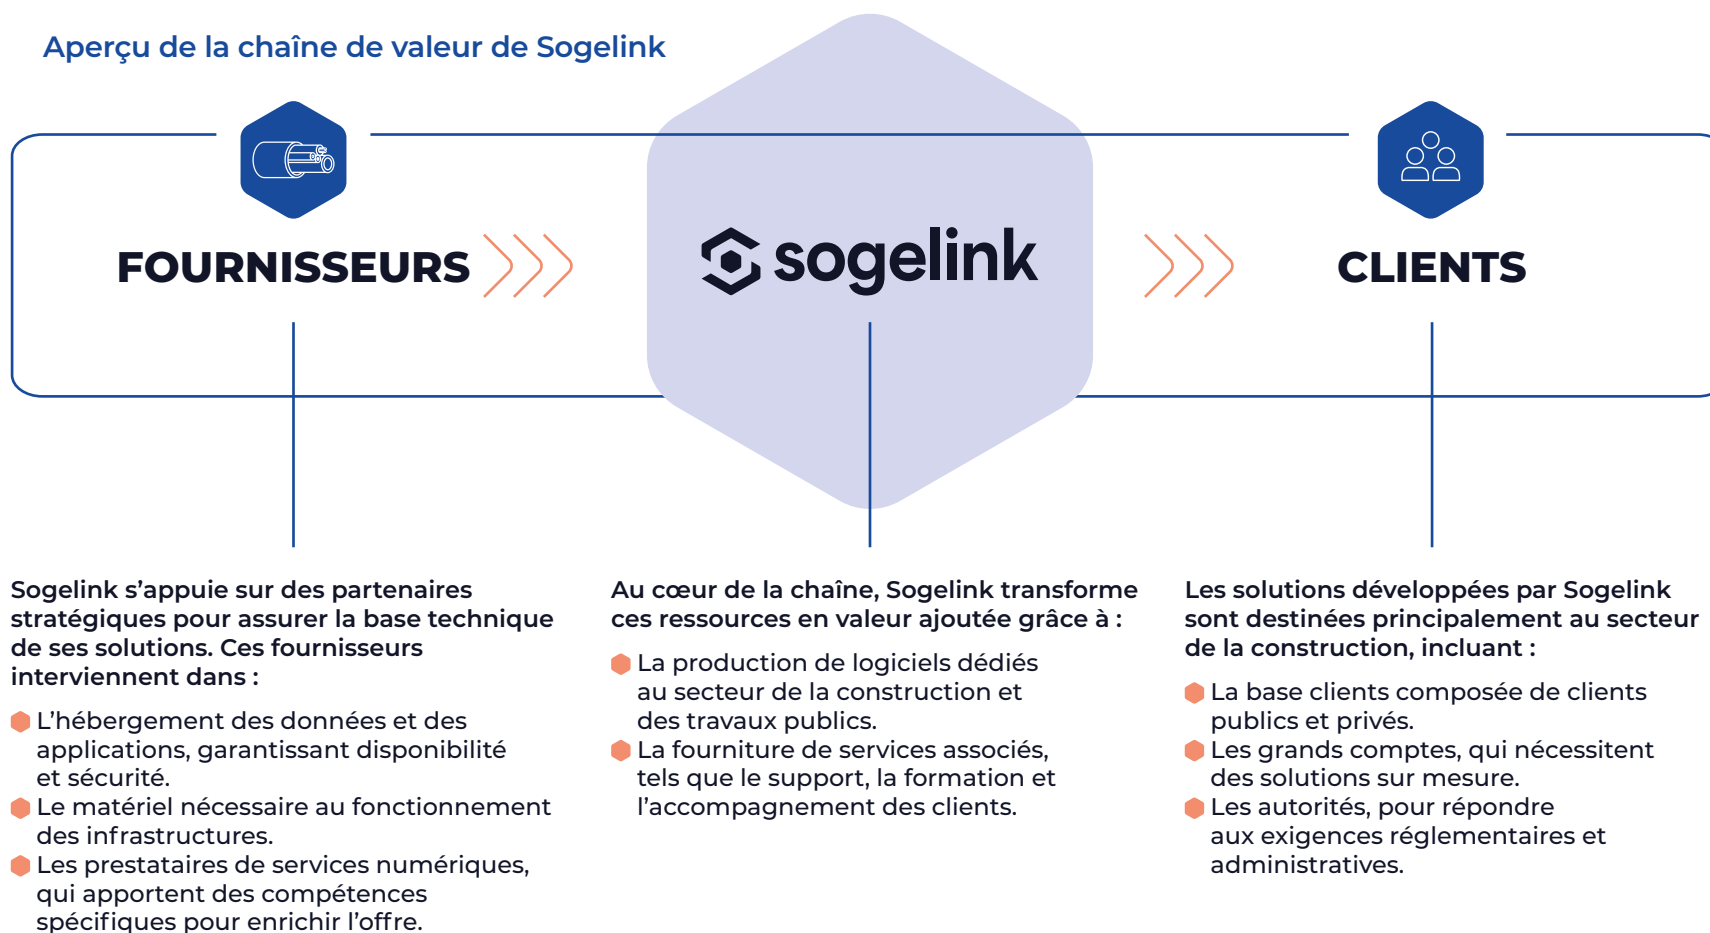 Aperçu de la chaîne de valeur de Sogelink
FOURNISSEURS
sogelink
CLIENTS
Sogelink s’appuie sur des partenaires
stratégiques pour assurer la base technique
de ses solutions. Ces fournisseurs
interviennent dans :
L’hébergement des données et des
applications, garantissant disponibilité
et sécurité.
Le matériel nécessaire au fonctionnement
des infrastructures.
Les prestataires de services numériques,
qui apportent des compétences
spécifiques pour enrichir l’offre.
Au cœur de la chaîne, Sogelink transforme
ces ressources en valeur ajoutée grâce à :
La production de logiciels dédiés
au secteur de la construction et
des travaux publics.
La fourniture de services associés,
tels que le support, la formation et
l’accompagnement des clients.
Les solutions développées par Sogelink
sont destinées principalement au secteur
de la construction, incluant :
La base clients composée de clients
publics et privés.
Les grands comptes, qui nécessitent
des solutions sur mesure.
Les autorités, pour répondre
aux exigences réglementaires et
administratives.